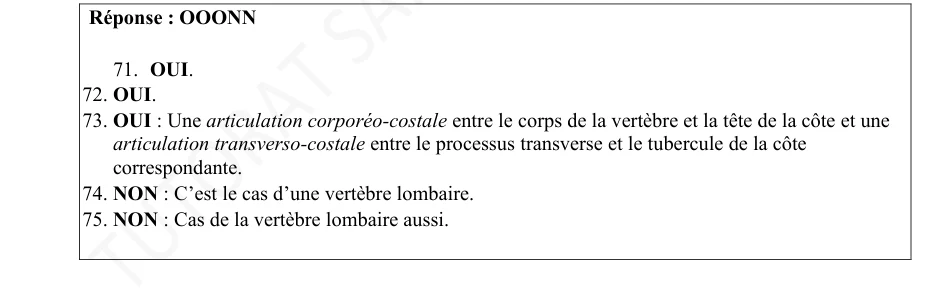 Réponse : OOONN
71. OUI.
72. OUI.
73. OUI : Une articulation corporéo-costale entre le corps de la vertèbre et la tête de la côte et une
articulation transverso-costale entre le processus transverse et le tubercule de la côte
correspondante.
74. NON : C’est le cas d’une vertèbre lombaire.
75. NON : Cas de la vertèbre lombaire aussi.